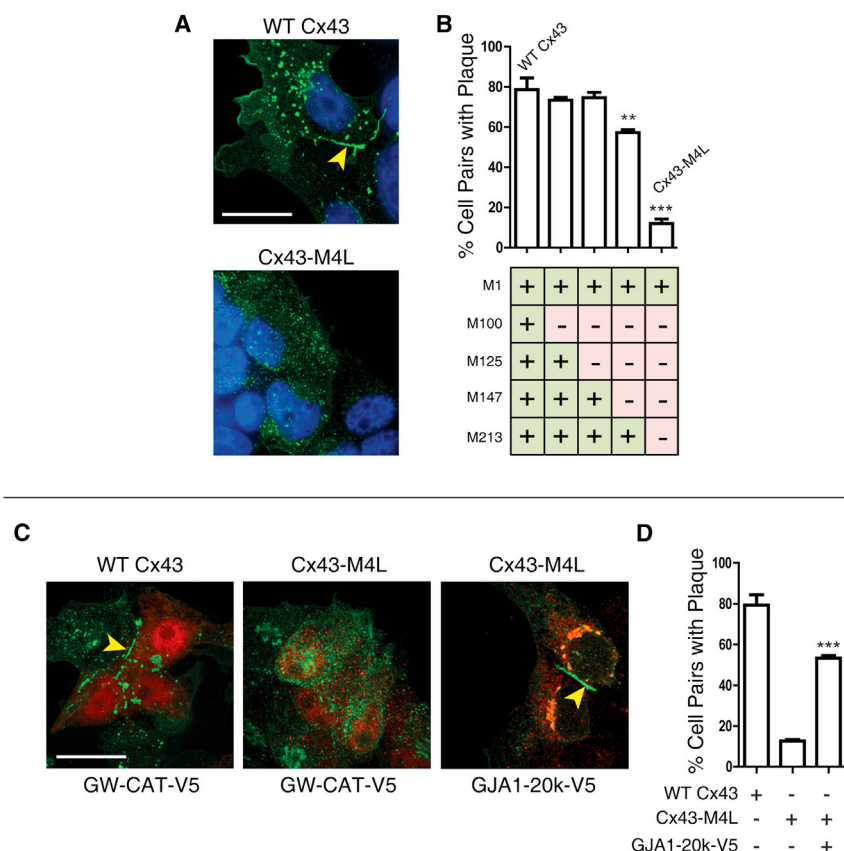 A
WT Cx43
Cx43-M4L
B
% Cell Pairs with Plaque
100
80
60
40
20
0
WT Cx43
**
Cx43-M4L
***
M1 + + + + +
M100 + - - - -
M125 + + - - -
M147 + + + - -
M213 + + + + -
C
WT Cx43 Cx43-M4L Cx43-M4L
GW-CAT-V5 GW-CAT-V5 GJA1-20k-V5
D
% Cell Pairs with Plaque
100
80
60
40
20
0
***
WT Cx43 + - -
Cx43-M4L - + +
GJA1-20k-V5 - - +